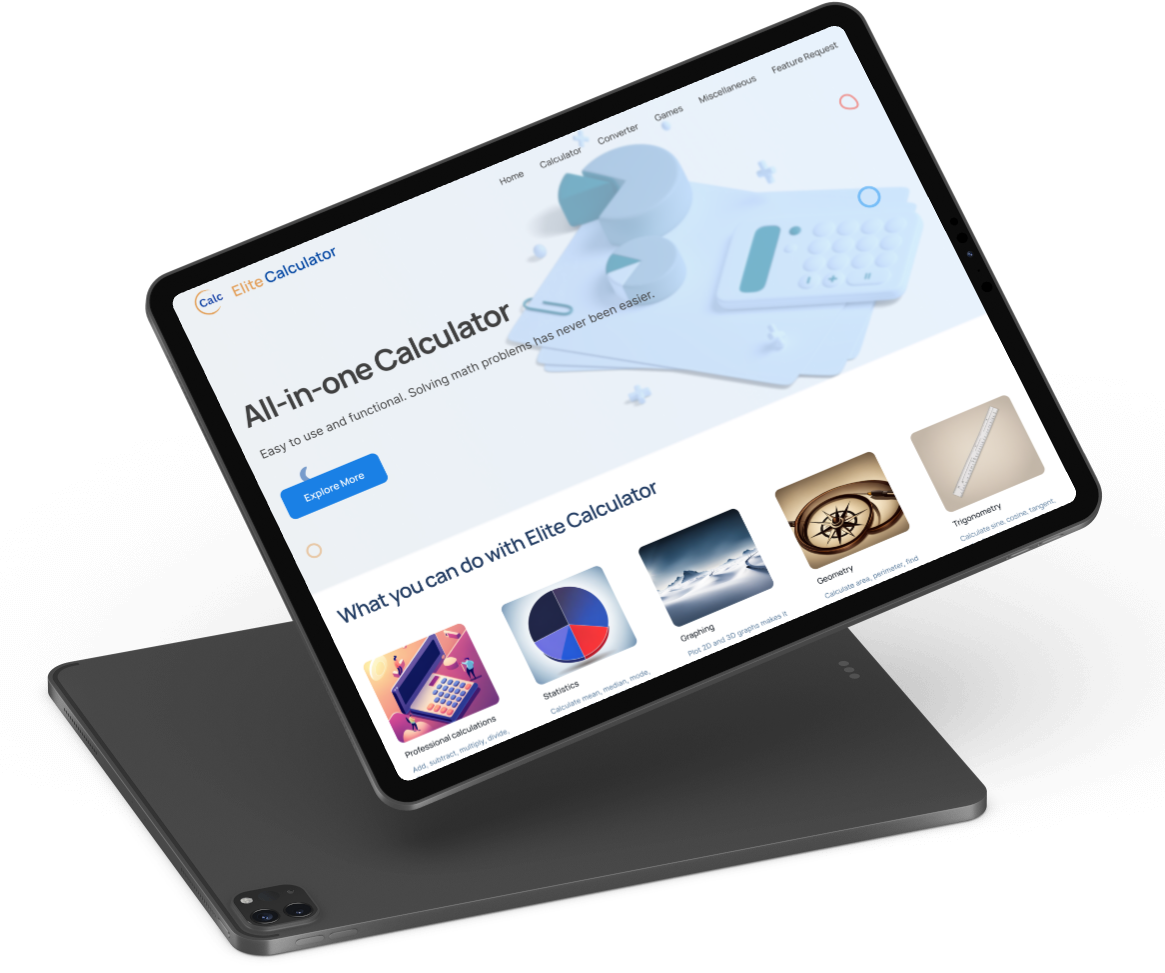 Calc Elite Calculator
Home Calculator Converter Games Miscellaneous Feature Request
All-in-one Calculator
Easy to use and functional. Solving math problems has never been easier.
Explore More
What you can do with Elite Calculator
Professional calculations
Add, subtract, multiply, divide,
Statistics
Calculate mean, median, mode,
Graphing
Plot 2D and 3D graphs makes it
Geometry
Calculate area, perimeter, find
Trigonometry
Calculate sine, cosine, tangent,